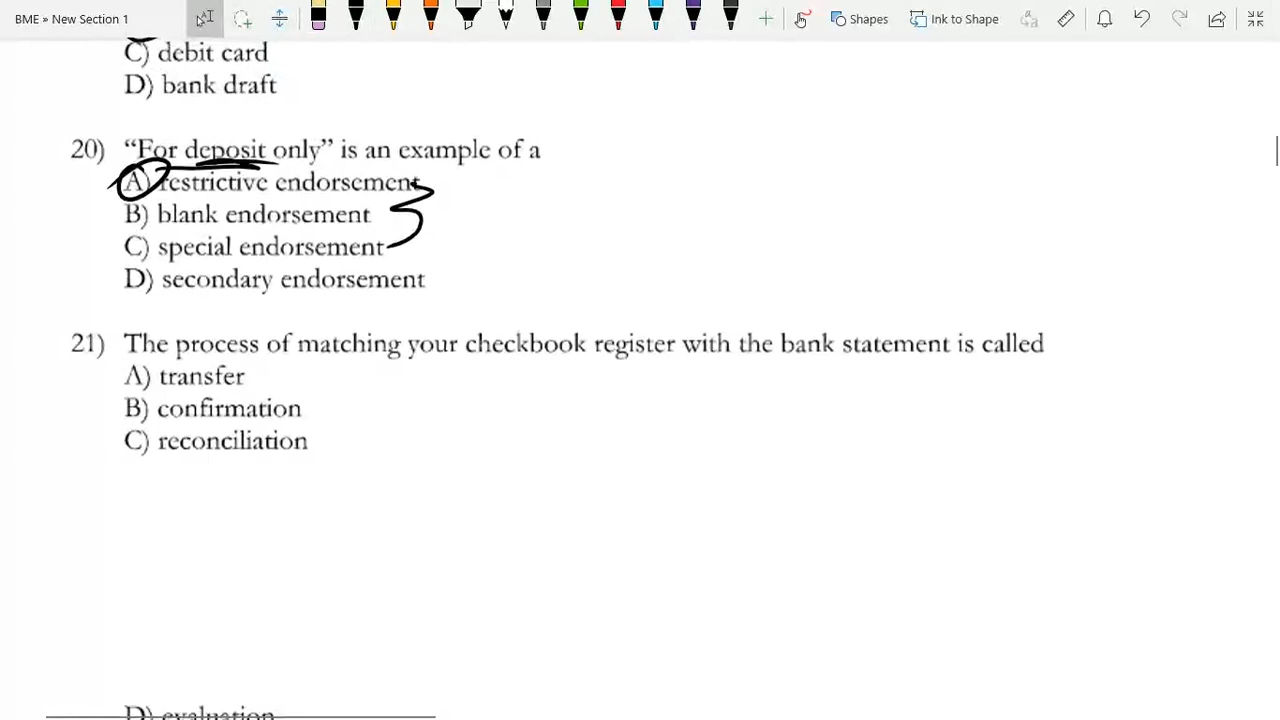 BME » New Section 1 Shapes Ink to Shape
C) debit card
D) bank draft
20) “For deposit only” is an example of a
A) restrictive endorsement
B) blank endorsement
C) special endorsement
D) secondary endorsement
21) The process of matching your checkbook register with the bank statement is called
A) transfer
B) confirmation
C) reconciliation
D) evaluation